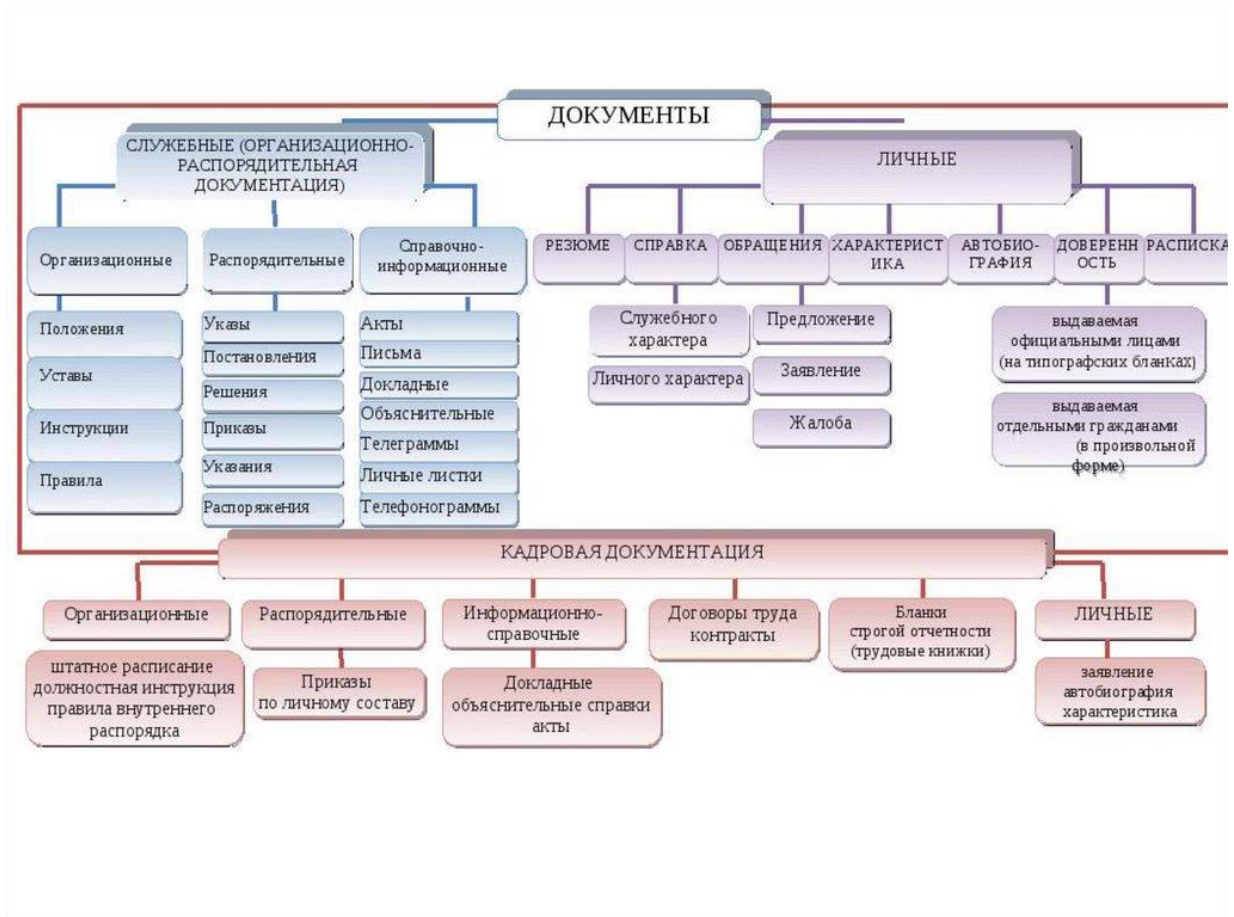 ДОКУМЕНТЫ
СЛУЖЕБНЫЕ (ОРГАНИЗАЦИОННО-
РАСПОРЯДИТЕЛЬНАЯ
ДОКУМЕНТАЦИЯ)
ЛИЧНЫЕ
Организационные
Распорядительные
Справочно-
информационные
РЕЗЮМЕ
СПРАВКА
ОБРАЩЕНИЯ
ХАРАКТЕРИСТ
ИКА
АВТОБИО-
ГРАФИЯ
ДОВЕРЕНН
ОСТЬ
РАСПИСКА
Положения
Уставы
Инструкции
Правила
Указы
Постановления
Решения
Приказы
Указания
Распоряжения
Акты
Письма
Докладные
Объяснительные
Телеграммы
Личные листки
Телефонограммы
Служебного
характера
Личного характера
Предложение
Заявление
Жалоба
выдаваемая
официальными лицами
(на типографских бланках)
выдаваемая
отдельными гражданами
(в произвольной
форме)
КАДРОВАЯ ДОКУМЕНТАЦИЯ
Организационные
штатное расписание
должностная инструкция
правила внутреннего
распорядка
Распорядительные
Приказы
по личному составу
Информационно-
справочные
Докладные
объяснительные справки
акты
Договоры труда
контракты
Бланки
строгой отчетности
(трудовые книжки)
ЛИЧНЫЕ
заявление
автобиография
характеристика